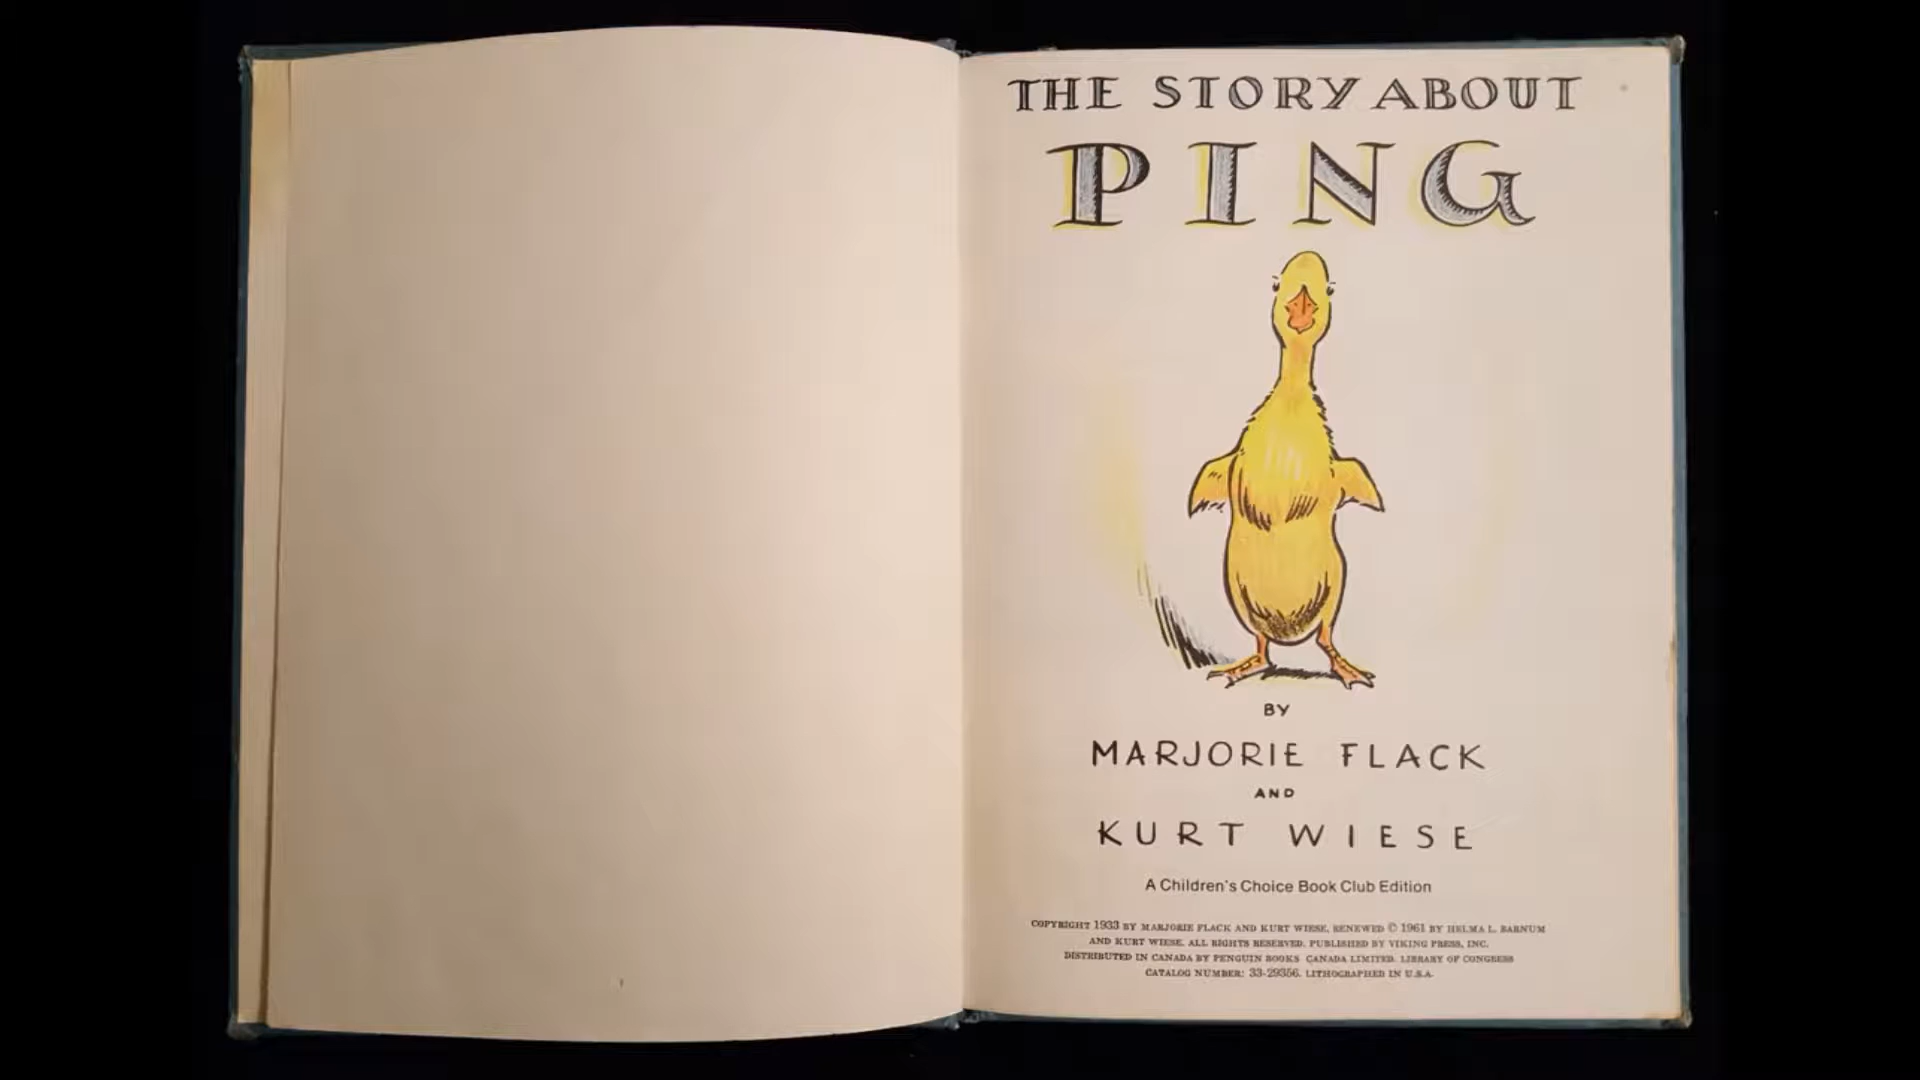 THE STORY ABOUT
PING
BY
MARJORIE FLACK
AND
KURT WIESE
A Children's Choice Book Club Edition
COPYRIGHT 1933 BY MARJORIE FLACK AND KURT WIESE. RENEWED © 1961 BY HELMA L. BARNUM
AND KURT WIESE. ALL RIGHTS RESERVED. PUBLISHED BY VIKING PRESS, INC.
DISTRIBUTED IN CANADA BY PENGUIN BOOKS CANADA LIMITED. LIBRARY OF CONGRESS
CATALOG NUMBER: 33-29356. LITHOGRAPHED IN U.S.A.